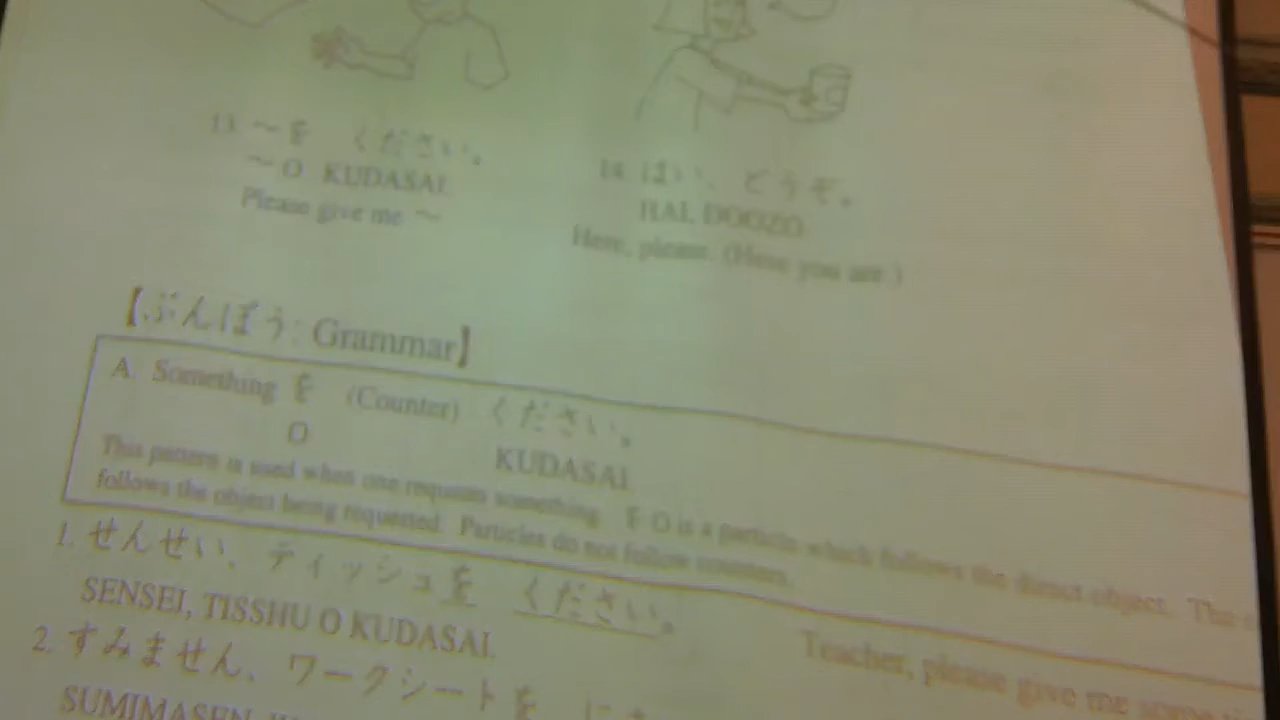 13. ～を ください。
～O KUDASAI.
Please give me ～
14. はい、どうぞ。
HAI, DOOZO
Here, please. (Here you are.)
【ぶんぽう: Grammar】
A. Something を (Counter) ください。
O KUDASAI.
This pattern is used when one requests something. を O is a particle which follows the direct object. The
follows the object being requested. Particles do not follow counters.
1. せんせい、ティッシュを ください。
SENSEI, TISSHU O KUDASAI.
Teacher, please give me some
2. すみません、ワークシートを に
SUMIMASEN,